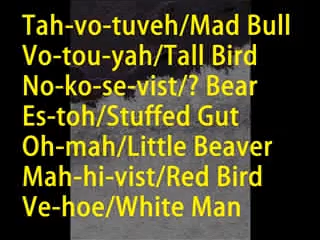 Tah-vo-tuveh/Mad Bull
Vo-tou-yah/Tall Bird
No-ko-se-vist/? Bear
Es-toh/Stuffed Gut
Oh-mah/Little Beaver
Mah-hi-vist/Red Bird
Ve-hoe/White Man